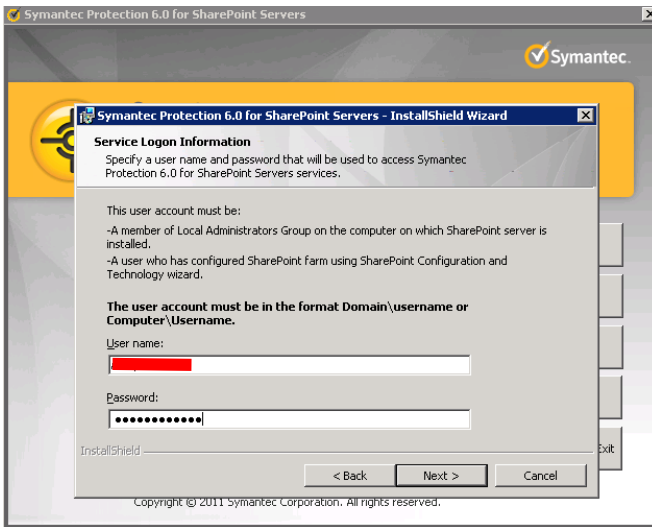 Symantec Protection 6.0 for SharePoint Servers
Symantec.
Symantec Protection 6.0 for SharePoint Servers - InstallShield Wizard
Service Logon Information
Specify a user name and password that will be used to access Symantec
Protection 6.0 for SharePoint Servers services.
This user account must be:
-A member of Local Administrators Group on the computer on which SharePoint server is
installed.
-A user who has configured SharePoint farm using SharePoint Configuration and
Technology wizard.
The user account must be in the format Domain\username or
Computer\Username.
User name:
Password:
••••••••••••
InstallShield
< Back
Next >
Cancel
Exit
Copyright © 2011 Symantec Corporation. All rights reserved.